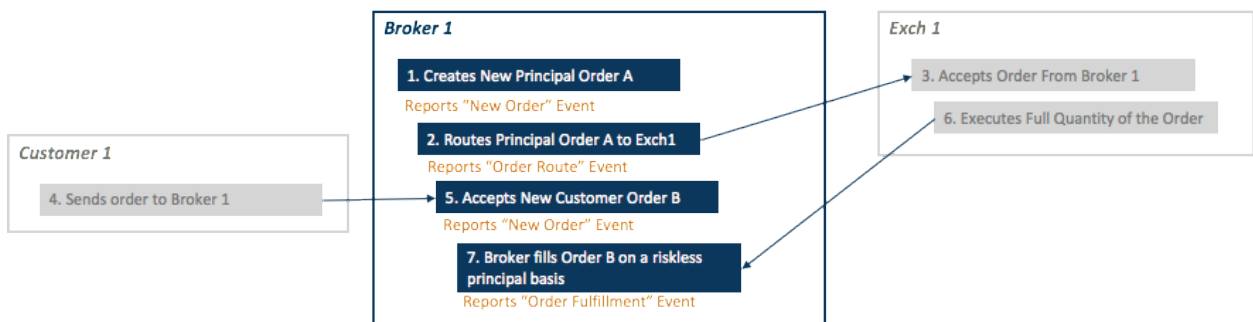 Broker 1
1. Creates New Principal Order A
Reports "New Order" Event
2. Routes Principal Order A to Exch1
Reports "Order Route" Event
Customer 1
4. Sends order to Broker 1
5. Accepts New Customer Order B
Reports "New Order" Event
7. Broker fills Order B on a riskless
principal basis
Reports "Order Fulfillment" Event
Exch 1
3. Accepts Order From Broker 1
6. Executes Full Quantity of the Order